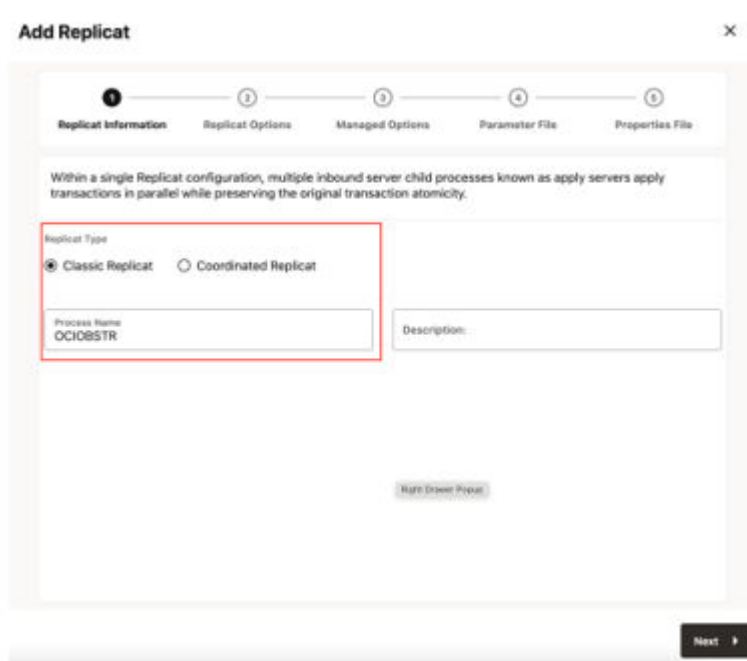 Add Replicat
×
1
2
3
4
5
Replicat Information
Replicat Options
Managed Options
Parameter File
Properties File
Within a single Replicat configuration, multiple inbound server child processes known as apply servers apply
transactions in parallel while preserving the original transaction atomicity.
Replicat Type
Classic Replicat
Coordinated Replicat
Process Name
OCIOBSTR
Description:
Right Drawer Popup
Next